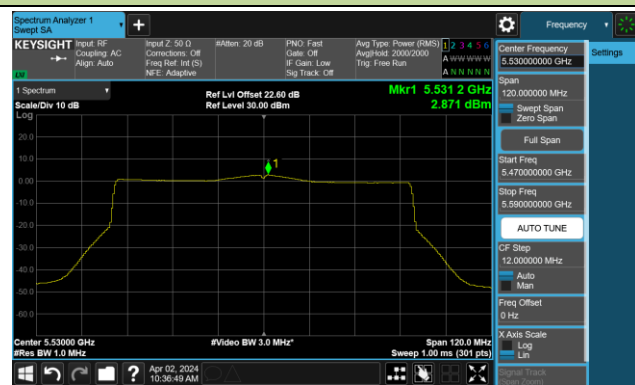 Spectrum Analyzer 1
Swept SA
Frequency
KEYSIGHT
Input: RF
Coupling: AC
Align: Auto
Input Z: 50 Ω
Corrections: Off
Freq Ref: Int (S)
NFE: Adaptive
#Atten: 20 dB
PNO: Fast
Gate: Off
IF Gain: Low
Sig Track: Off
Avg Type: Power (RMS)
Avg|Hold: 2000/2000
Trig: Free Run
1 2 3 4 5 6
A W W W W W
A N N N N N
LXI
1 Spectrum
Scale/Div 10 dB
Log
Ref Lvl Offset 22.60 dB
Ref Level 30.00 dBm
Mkr1 5.531 2 GHz
2.871 dBm
20.0
10.0
0.00
-10.0
-20.0
-30.0
-40.0
-50.0
-60.0
1
Center 5.53000 GHz
#Res BW 1.0 MHz
#Video BW 3.0 MHz*
Span 120.0 MHz
Sweep 1.00 ms (301 pts)
Apr 02, 2024
10:36:49 AM
Center Frequency
5.530000000 GHz
Settings
Span
120.000000 MHz
Swept Span
Zero Span
Full Span
Start Freq
5.470000000 GHz
Stop Freq
5.590000000 GHz
AUTO TUNE
CF Step
12.000000 MHz
Auto
Man
Freq Offset
0 Hz
X Axis Scale
Log
Lin
Signal Track
(Span Zoom)